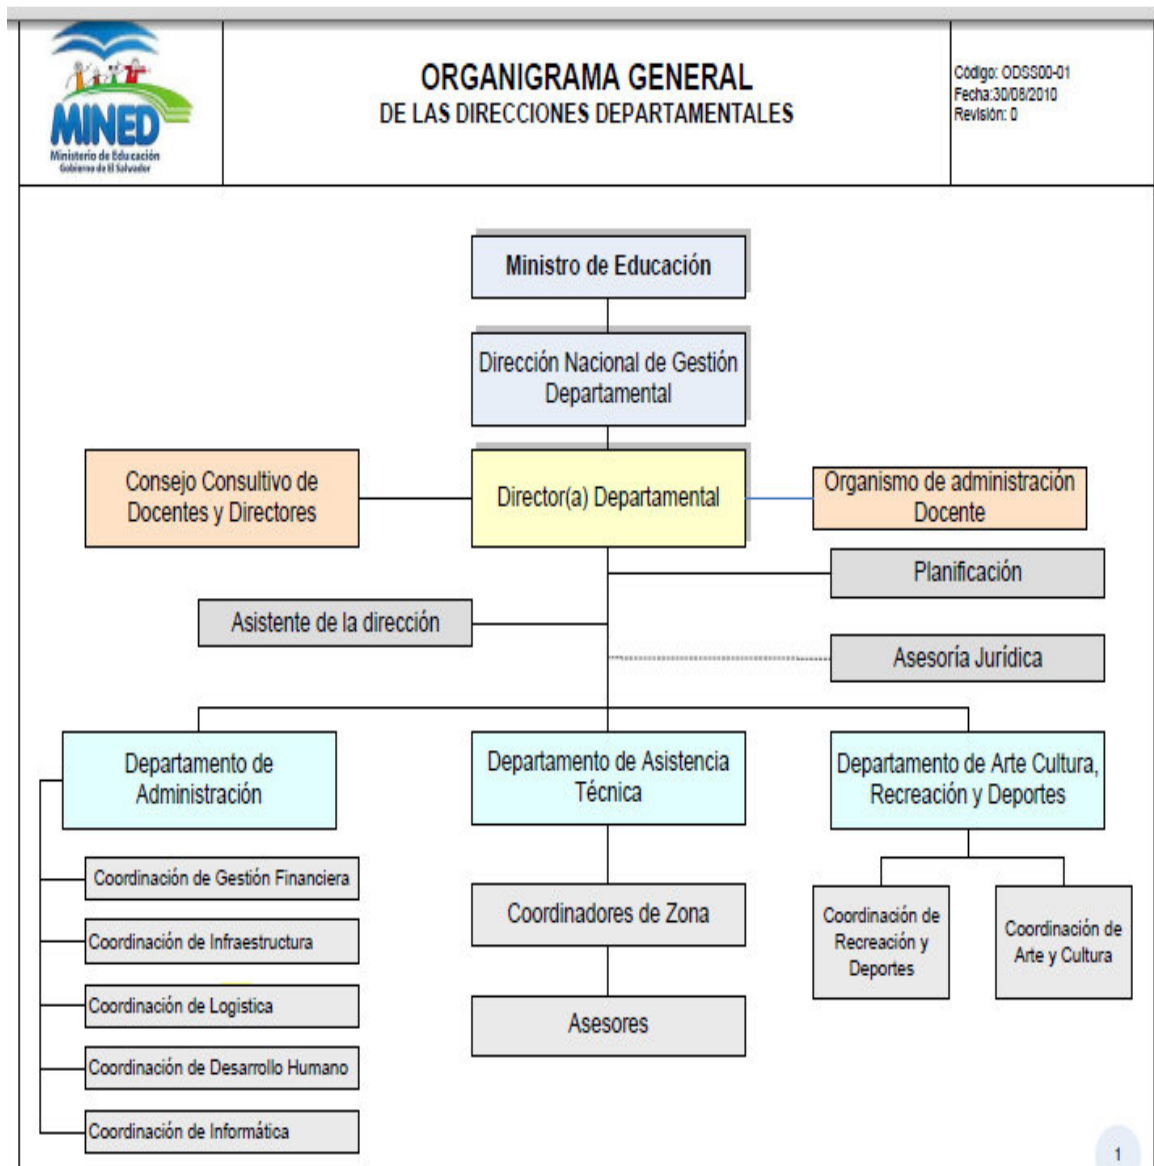 MINED
Ministerio de Educación
Gobierno de El Salvador
ORGANIGRAMA GENERAL
DE LAS DIRECCIONES DEPARTAMENTALES
Código: ODSS00-01
Fecha:30/08/2010
Revisión: 0
Ministro de Educación
Dirección Nacional de Gestión
Departamental
Consejo Consultivo de
Docentes y Directores
Director(a) Departamental
Organismo de administración
Docente
Planificación
Asistente de la dirección
Asesoría Jurídica
Departamento de
Administración
Departamento de Asistencia
Técnica
Departamento de Arte Cultura,
Recreación y Deportes
Coordinación de Gestión Financiera
Coordinación de Infraestructura
Coordinación de Logistica
Coordinación de Desarrollo Humano
Coordinación de Informática
Coordinadores de Zona
Asesores
Coordinación de
Recreación y
Deportes
Coordinación de
Arte y Cultura
1